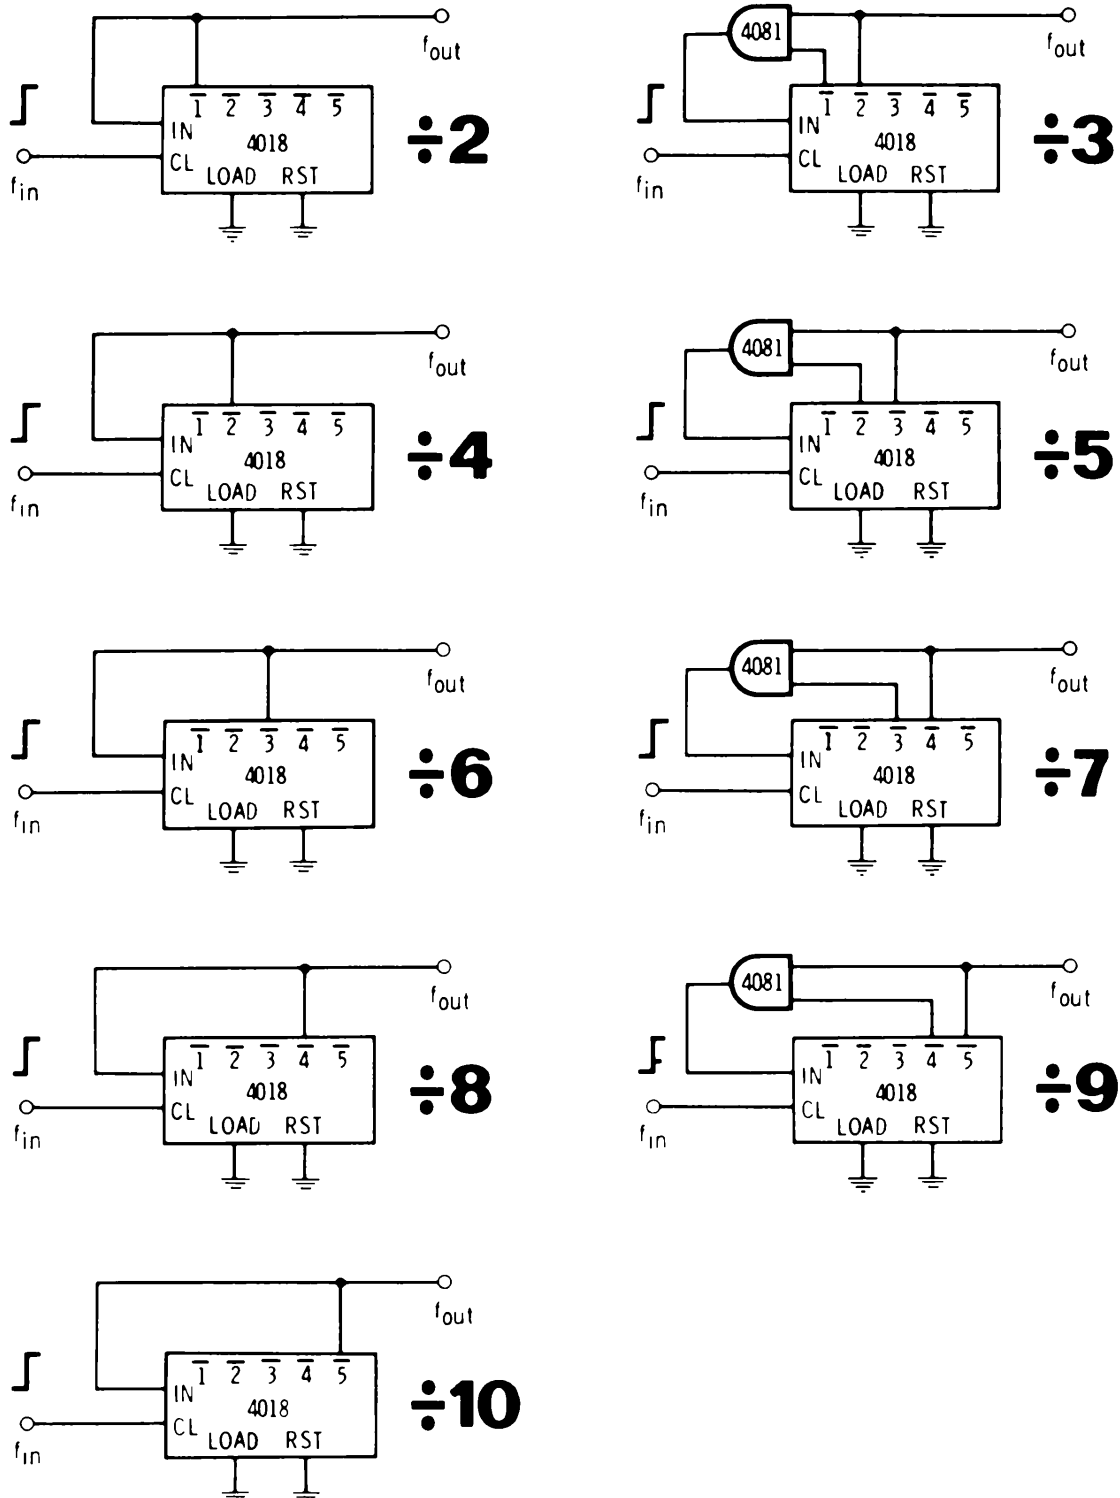 f_out
1̅ 2̅ 3̅ 4̅ 5̅
IN
4018
÷2
CL
LOAD RST
f_in
4081
f_out
1̅ 2̅ 3̅ 4̅ 5̅
IN
4018
÷3
CL
LOAD RST
f_in
f_out
1̅ 2̅ 3̅ 4̅ 5̅
IN
4018
÷4
CL
LOAD RST
f_in
4081
f_out
1̅ 2̅ 3̅ 4̅ 5̅
IN
4018
÷5
CL
LOAD RST
f_in
f_out
1̅ 2̅ 3̅ 4̅ 5̅
IN
4018
÷6
CL
LOAD RST
f_in
4081
f_out
1̅ 2̅ 3̅ 4̅ 5̅
IN
4018
÷7
CL
LOAD RST
f_in
f_out
1̅ 2̅ 3̅ 4̅ 5̅
IN
4018
÷8
CL
LOAD RST
f_in
4081
f_out
1̅ 2̅ 3̅ 4̅ 5̅
IN
4018
÷9
CL
LOAD RST
f_in
f_out
1̅ 2̅ 3̅ 4̅ 5̅
IN
4018
÷10
CL
LOAD RST
f_in